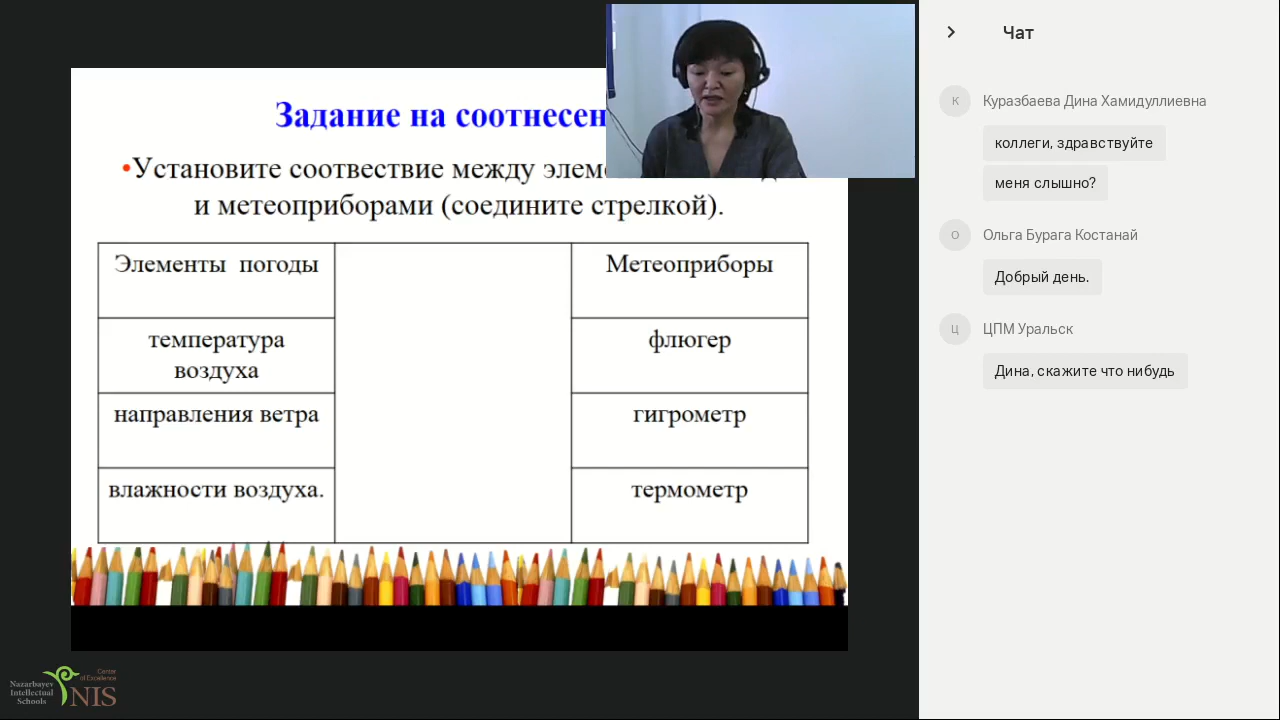 Задание на соотнесен
•Установите соотвествие между элем
и метеоприборами (соедините стрелкой).
Элементы погоды
Метеоприборы
температура
воздуха
флюгер
направления ветра
гигрометр
влажности воздуха.
термометр
Nazarbayev
Intellectual
Schools
NIS
Center
of Excellence
Чат
К
Куразбаева Дина Хамидуллиевна
коллеги, здравствуйте
меня слышно?
О
Ольга Бурага Костанай
Добрый день.
Ц
ЦПМ Уральск
Дина, скажите что нибудь